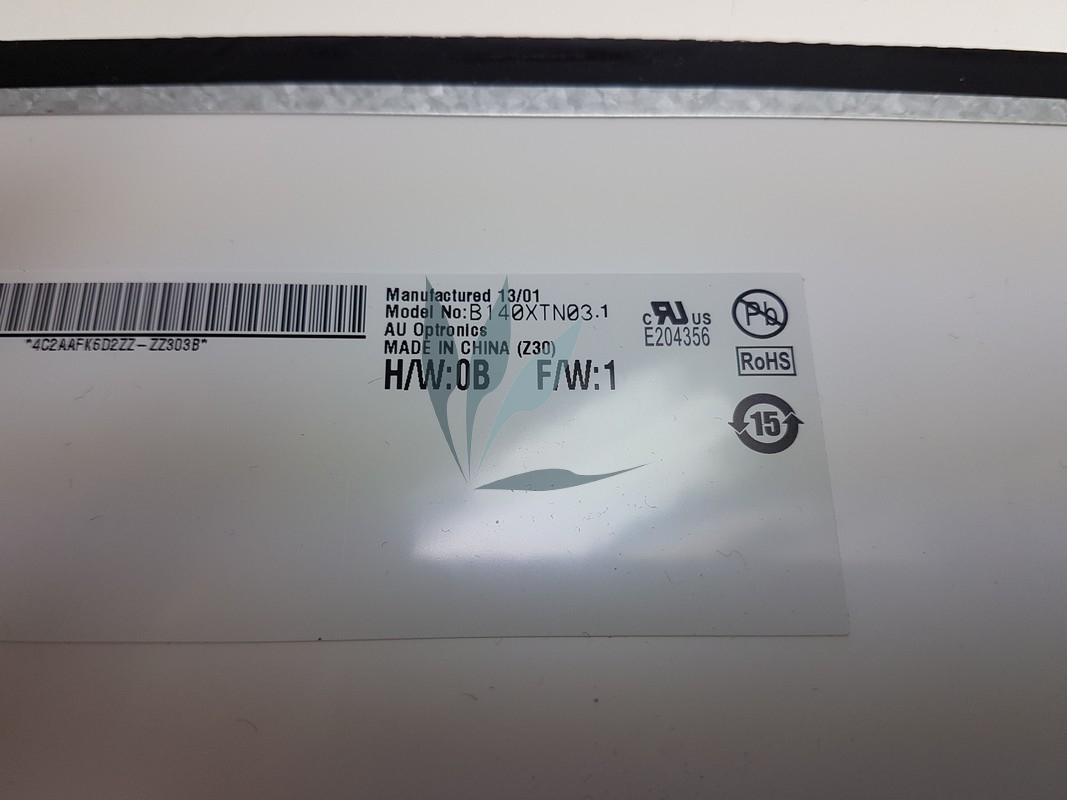 *4C2AAFK6D2ZZ-ZZ303B*
Manufactured 13/01
Model No:B140XTN03.1
AU Optronics
MADE IN CHINA (Z30)
H/W:0B F/W:1
c RU US
E204356
Pb
RoHS
15